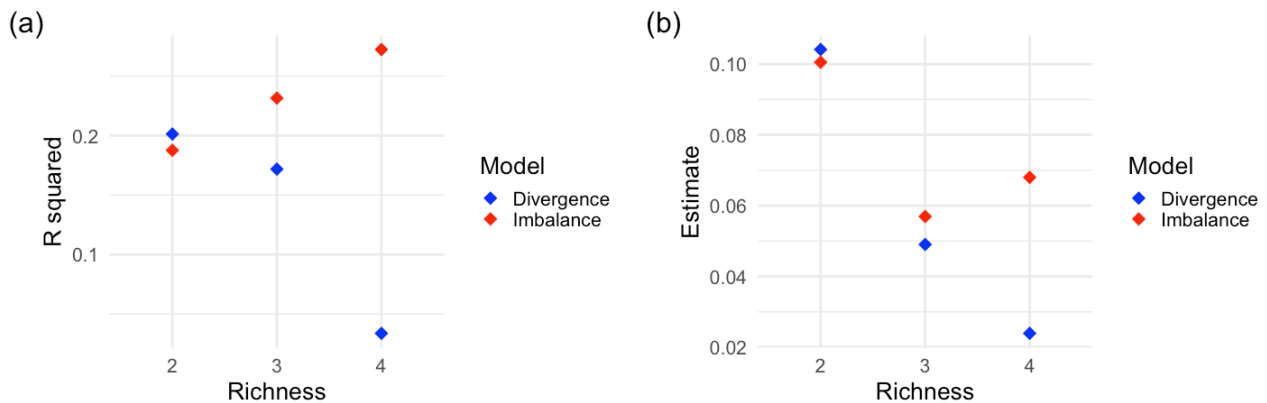 (a)
R squared
0.2
0.1
2 3 4
Richness
Model
Divergence
Imbalance
(b)
Estimate
0.10
0.08
0.06
0.04
0.02
2 3 4
Richness
Model
Divergence
Imbalance